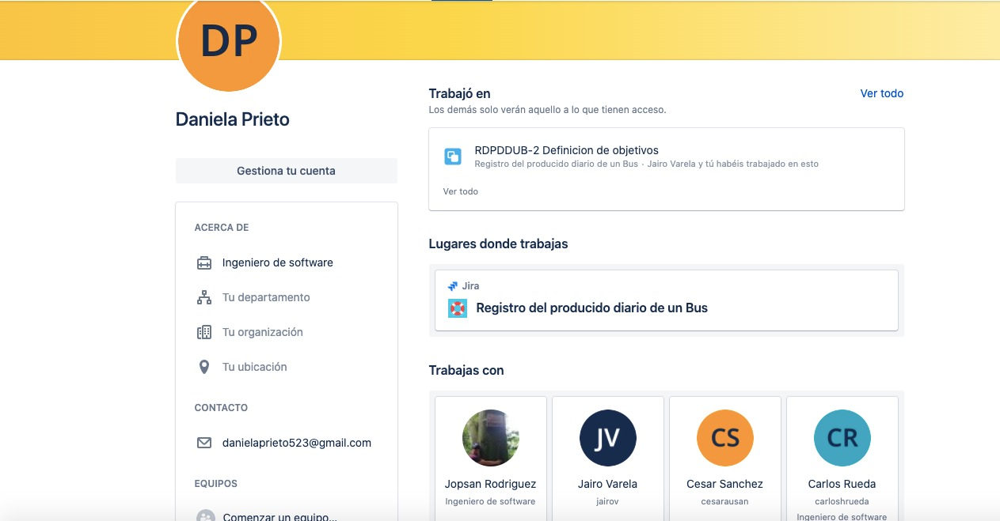 DP
Daniela Prieto
Gestiona tu cuenta
ACERCA DE
Ingeniero de software
Tu departamento
Tu organización
Tu ubicación
CONTACTO
danielaprieto523@gmail.com
EQUIPOS
Comenzar un equipo...
Trabajó en
Ver todo
Los demás solo verán aquello a lo que tienen acceso.
RDPDDUB-2 Definicion de objetivos
Registro del producido diario de un Bus · Jairo Varela y tú habéis trabajado en esto
Ver todo
Lugares donde trabajas
Jira
Registro del producido diario de un Bus
Trabajas con
Jopsan Rodriguez
Ingeniero de software
JV
Jairo Varela
jairov
CS
Cesar Sanchez
cesarausan
CR
Carlos Rueda
carloshrueda
Ingeniero de software